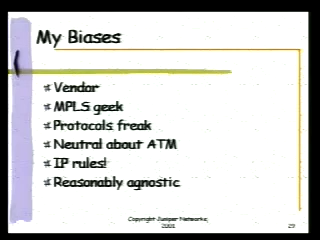 My Biases
Vendor
MPLS geek
Protocols freak
Neutral about ATM
IP rules!
Reasonably agnostic
Copyright Juniper Networks,
2001
29